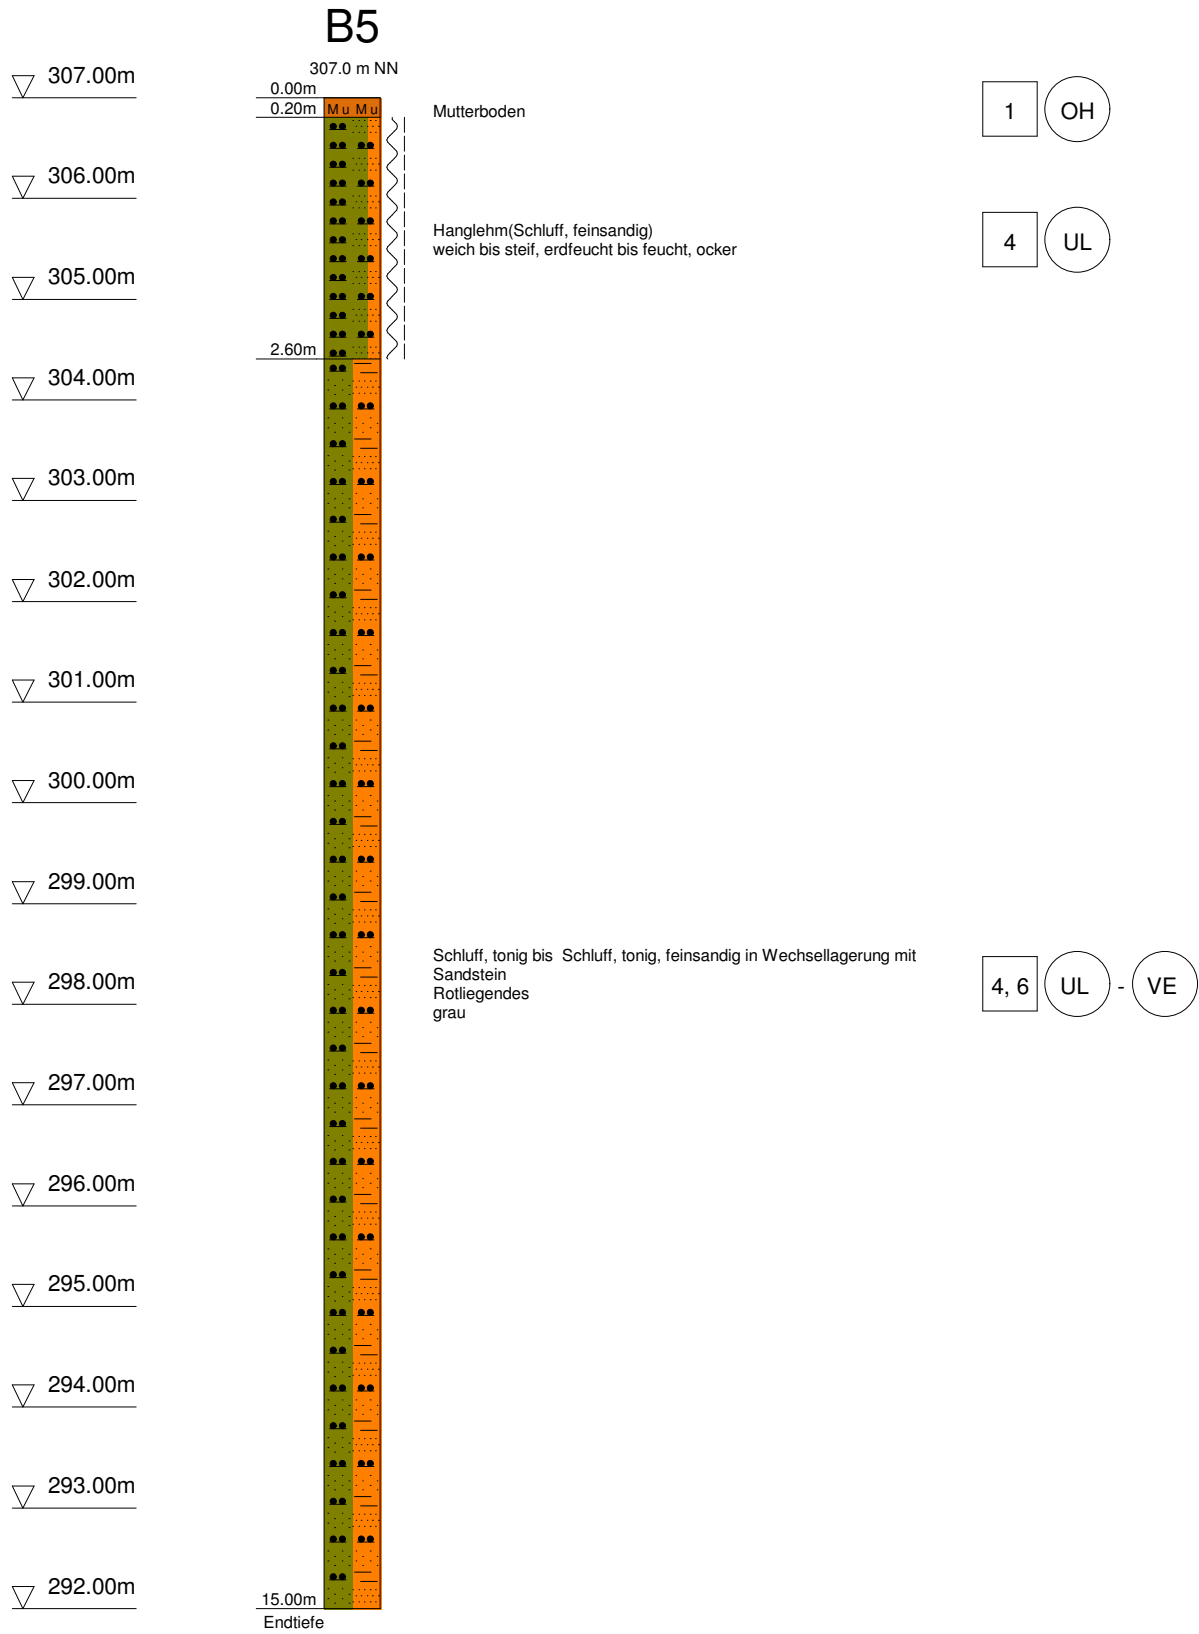 B5
307.0 m NN
307.00m
0.00m
0.20m
Mu Mu
Mutterboden
1 OH
306.00m
Hanglehm(Schluff, feinsandig)
weich bis steif, erdfeucht bis feucht, ocker
4 UL
305.00m
2.60m
304.00m
303.00m
302.00m
301.00m
300.00m
299.00m
Schluff, tonig bis  Schluff, tonig, feinsandig in Wechsellagerung mit
Sandstein
Rotliegendes
grau
4, 6 UL - VE
298.00m
297.00m
296.00m
295.00m
294.00m
293.00m
292.00m
15.00m
Endtiefe